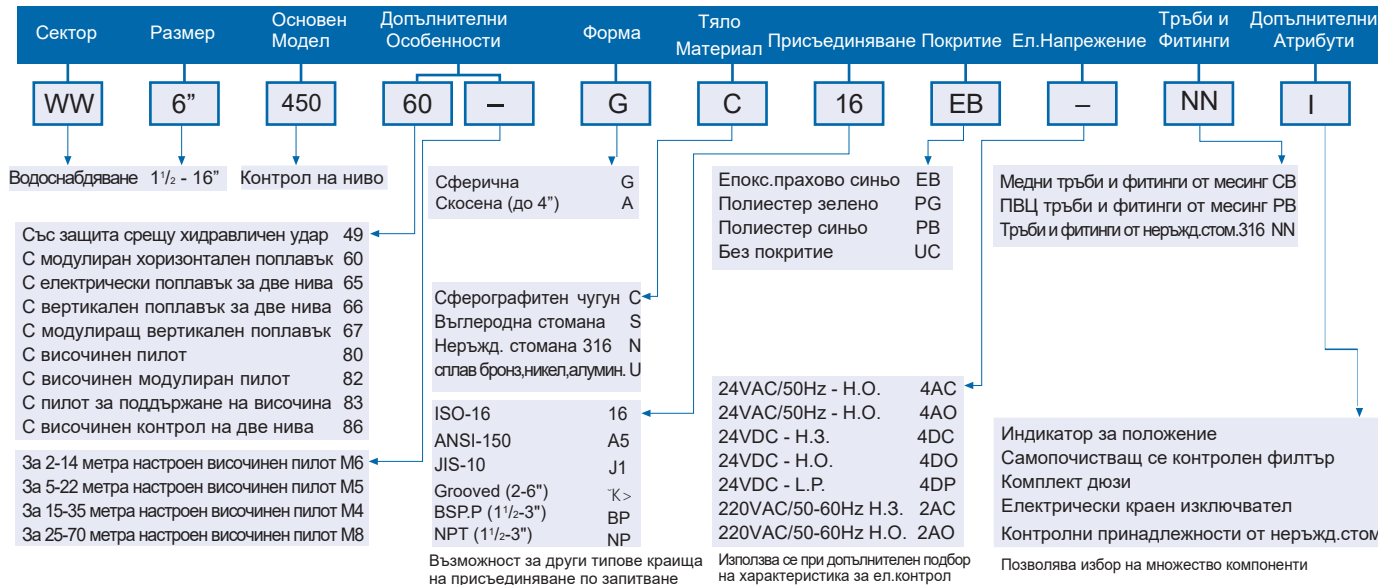 Сектор
Размер
Основен
Модел
Допълнителни
Особенности
Форма
Тяло
Материал
Присъединяване
Покритие
Ел.Напрежение
Тръби и
Фитинги
Допълнителни
Атрибути
WW
6”
450
60
–
G
C
16
EB
–
NN
I
Водоснабдяване
1 1/2 - 16”
Контрол на ниво
Със защита срещу хидравличен удар 49
С модулиран хоризонтален поплавък 60
С електрически поплавък за две нива 65
С вертикален поплавък за две нива 66
С модулиращ вертикален поплавък 67
С височинен пилот 80
С височинен модулиран пилот 82
С пилот за поддържане на височина 83
С височинен контрол на две нива 86
За 2-14 метра настроен височинен пилот M6
За 5-22 метра настроен височинен пилот M5
За 15-35 метра настроен височинен пилот M4
За 25-70 метра настроен височинен пилот M8
Сферична G
Скосена (до 4”) A
Сферографитен чугун C
Въглеродна стомана S
Неръжд. стомана 316 N
сплав бронз,никел,алумин. U
ISO-16 16
ANSI-150 A5
JIS-10 J1
Grooved (2-6") K>
BSP.P (1 1/2-3") BP
NPT (1 1/2-3") NP
Възможност за други типове краища
на присъединяване по запитване
Епокс.прахово синьо EB
Полиестер зелено PG
Полиестер синьо PB
Без покритие UC
24VAC/50Hz - Н.О. 4AC
24VAC/50Hz - Н.О. 4AO
24VDC - Н.З. 4DC
24VDC - Н.О. 4DO
24VDC - L.P. 4DP
220VAC/50-60Hz Н.З. 2AC
220VAC/50-60Hz Н.О. 2AO
Използва се при допълнителен подбор
на характеристика за ел.контрол
Медни тръби и фитинги от месинг CB
ПВЦ тръби и фитинги от месинг PB
Тръби и фитинги от неръжд.стом.316 NN
Индикатор за положение
Самопочистващ се контролен филтър
Комплект дюзи
Електрически краен изключвател
Контролни принадлежности от неръжд.стом
Позволява избор на множество компоненти